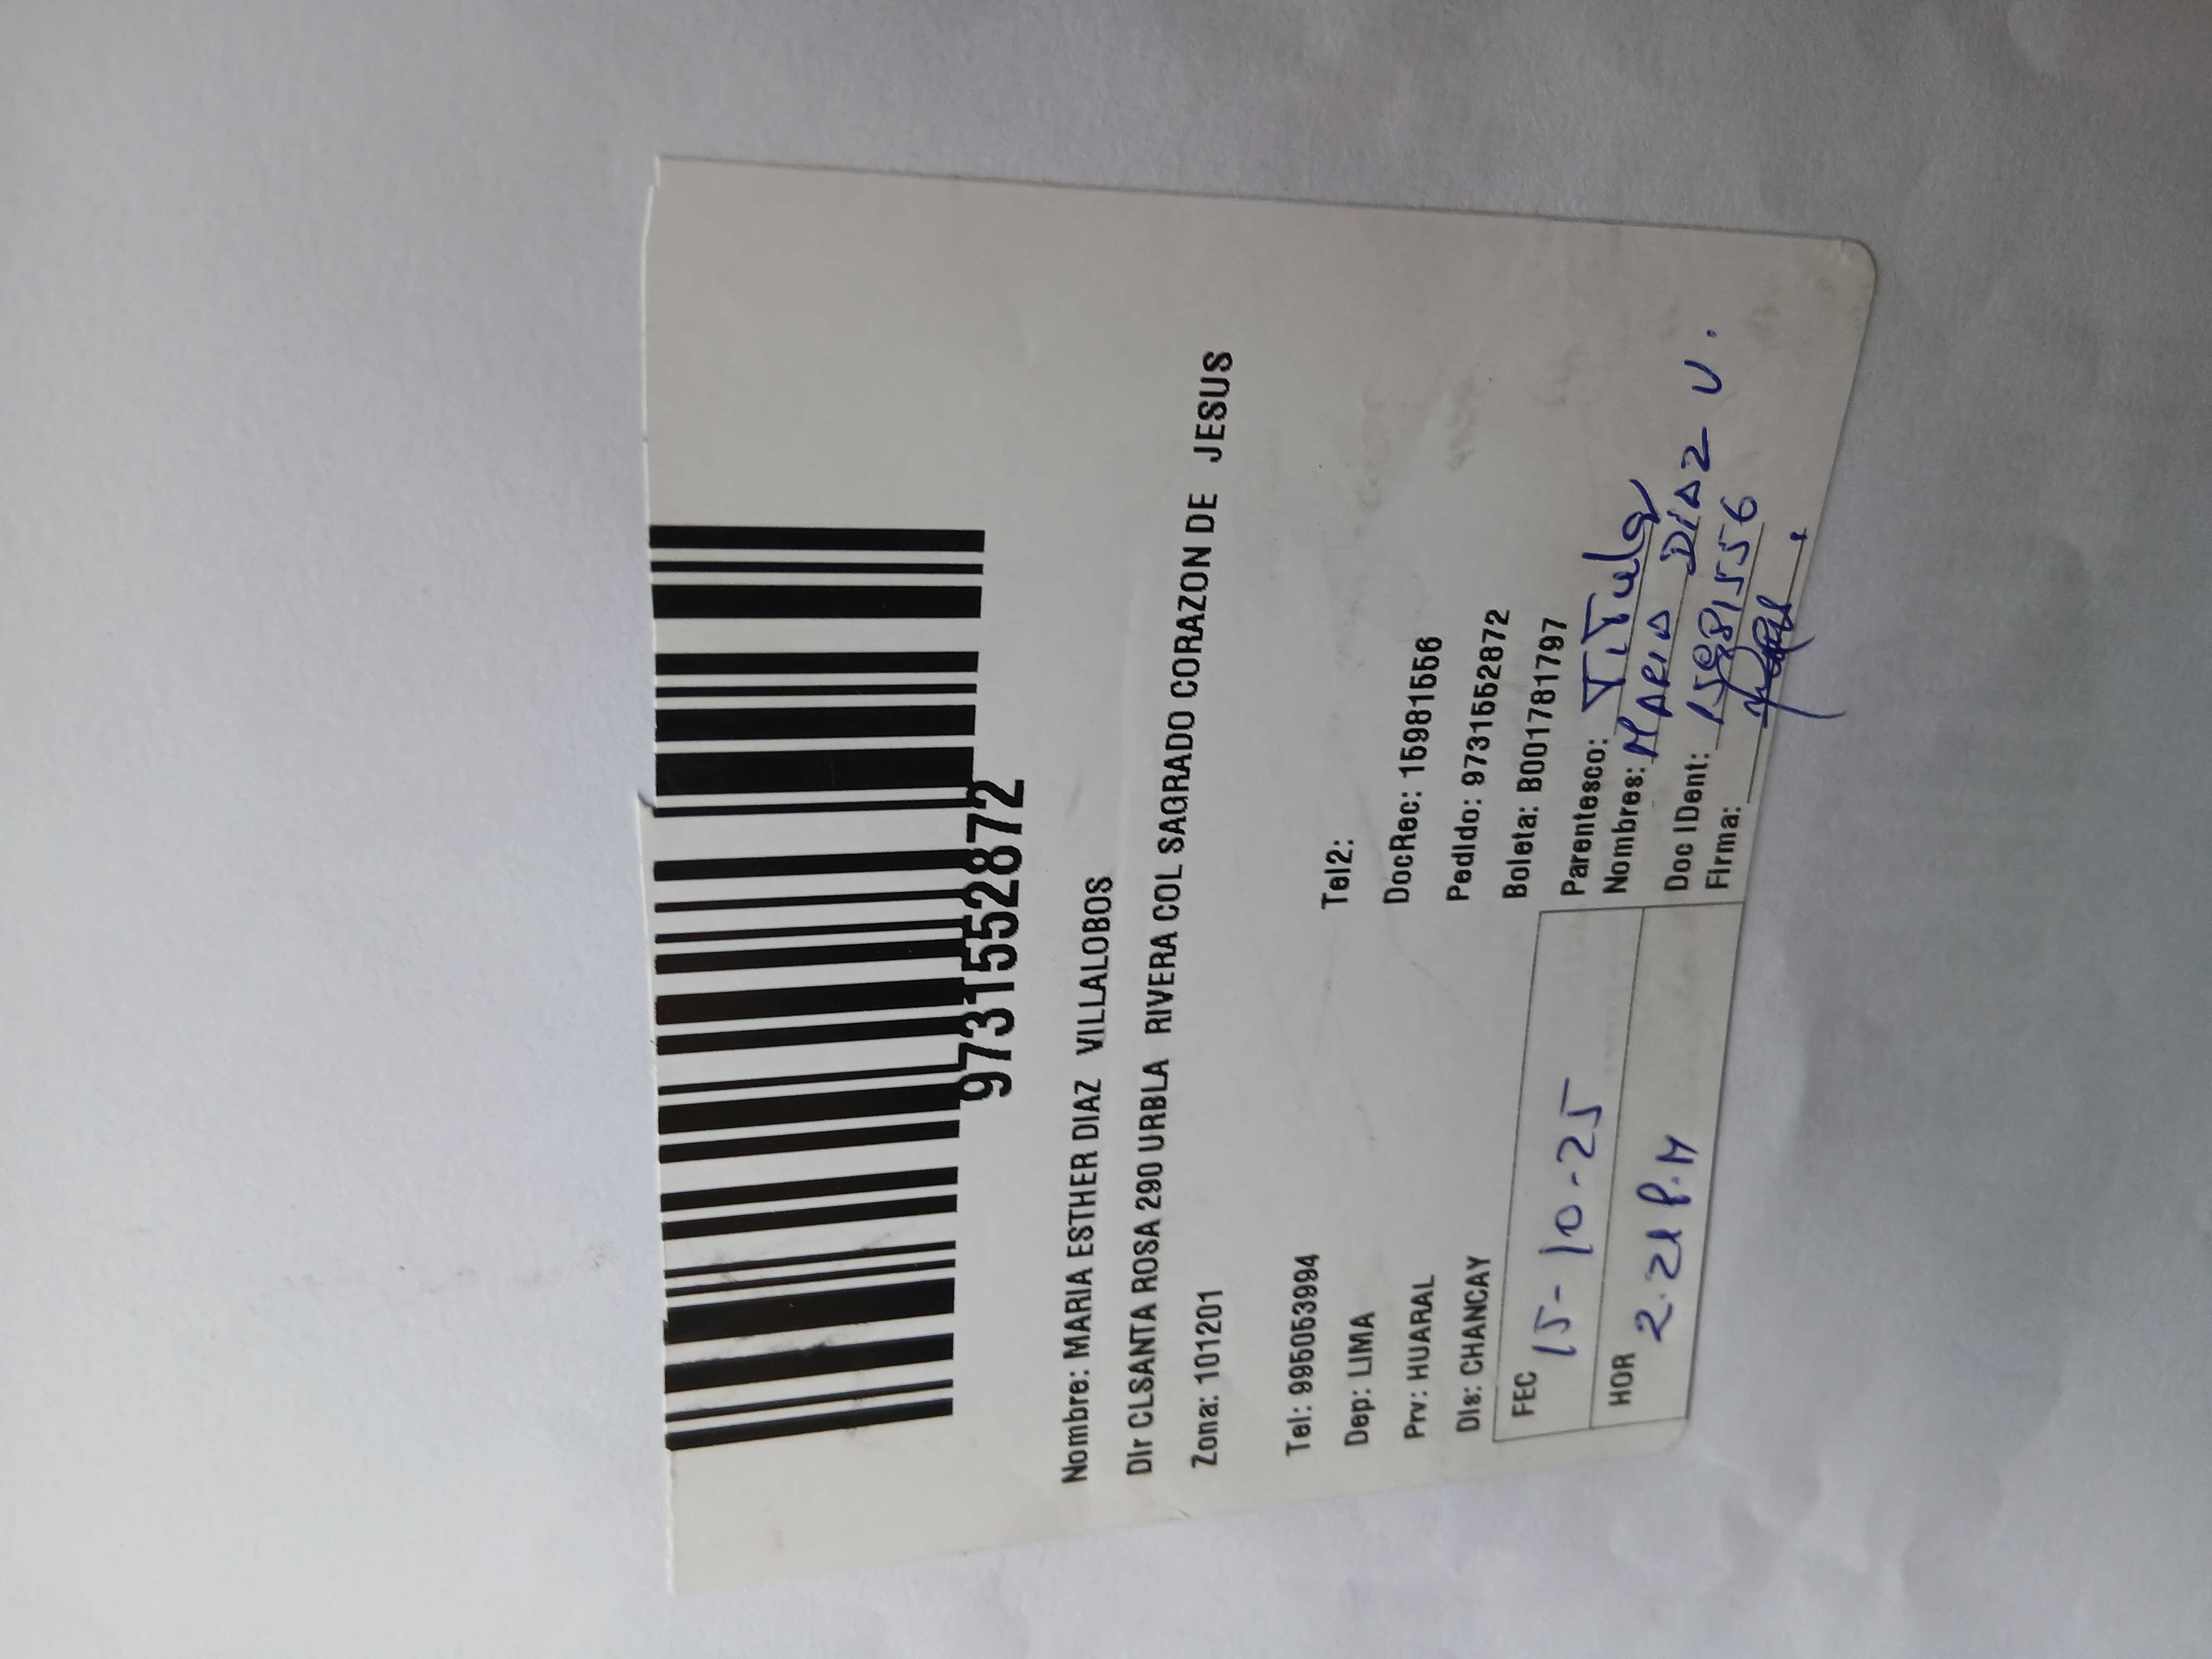 9731552872
Nombre: MARIA ESTHER DIAZ VILLALOBOS
Dir CLSANTA ROSA 290 URBLA RIVERA COL SAGRADO CORAZON DE JESUS
Zona: 101201
Tel: 995053994 Tel2:
Dep: LIMA DocRec: 15981556
Prv: HUARAL Pedido: 9731552872
Dis: CHANCAY Boleta: B001781797
FEC 15-10-25
HOR 2.21 P.M
Parentesco: TiTular
Nombres: MARIA DIAZ V.
Doc IDent: 15981556
Firma: